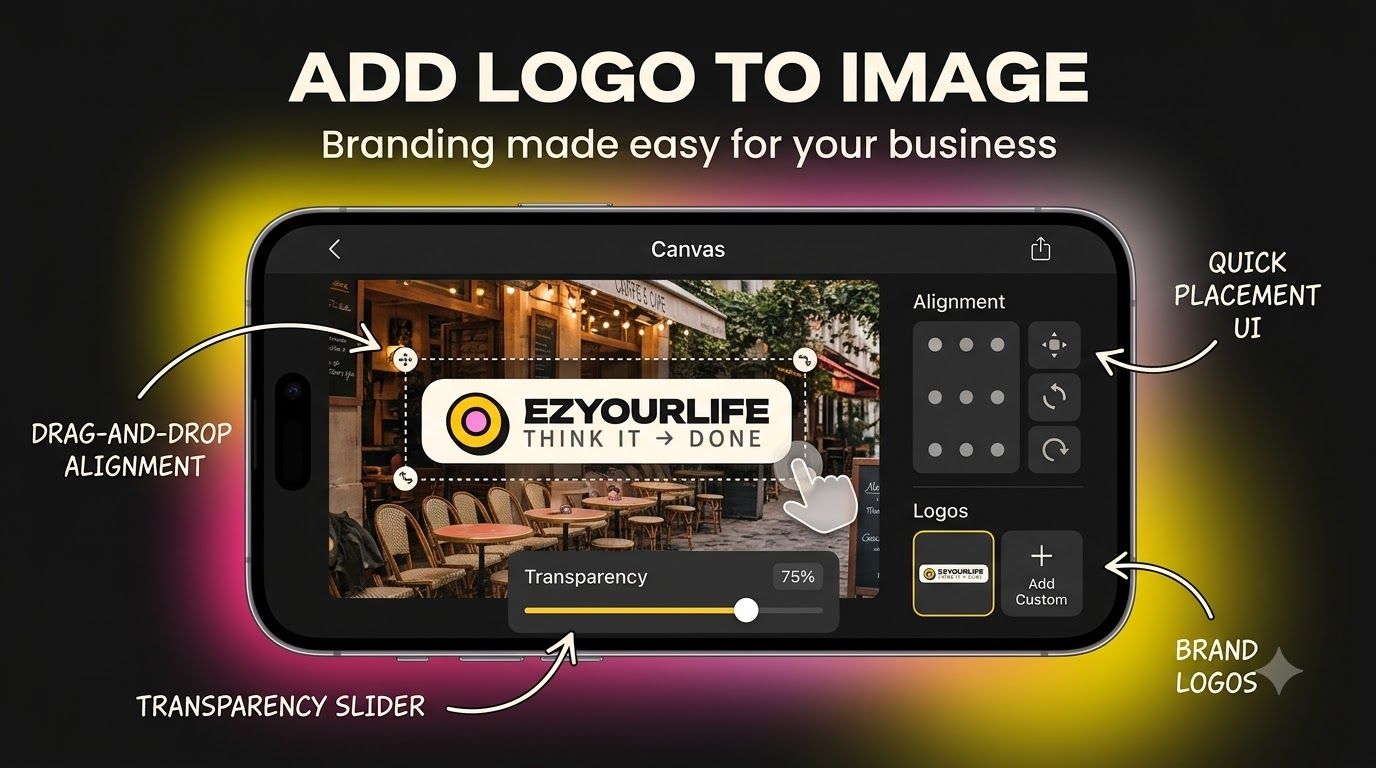 ADD LOGO TO IMAGE
Branding made easy for your business
Canvas
QUICK
PLACEMENT
UI
Alignment
DRAG-AND-DROP
ALIGNMENT
EZYOURLIFE
THINK IT → DONE
Logos
Transparency
75%
+
Add
Custom
TRANSPARENCY SLIDER
BRAND
LOGOS